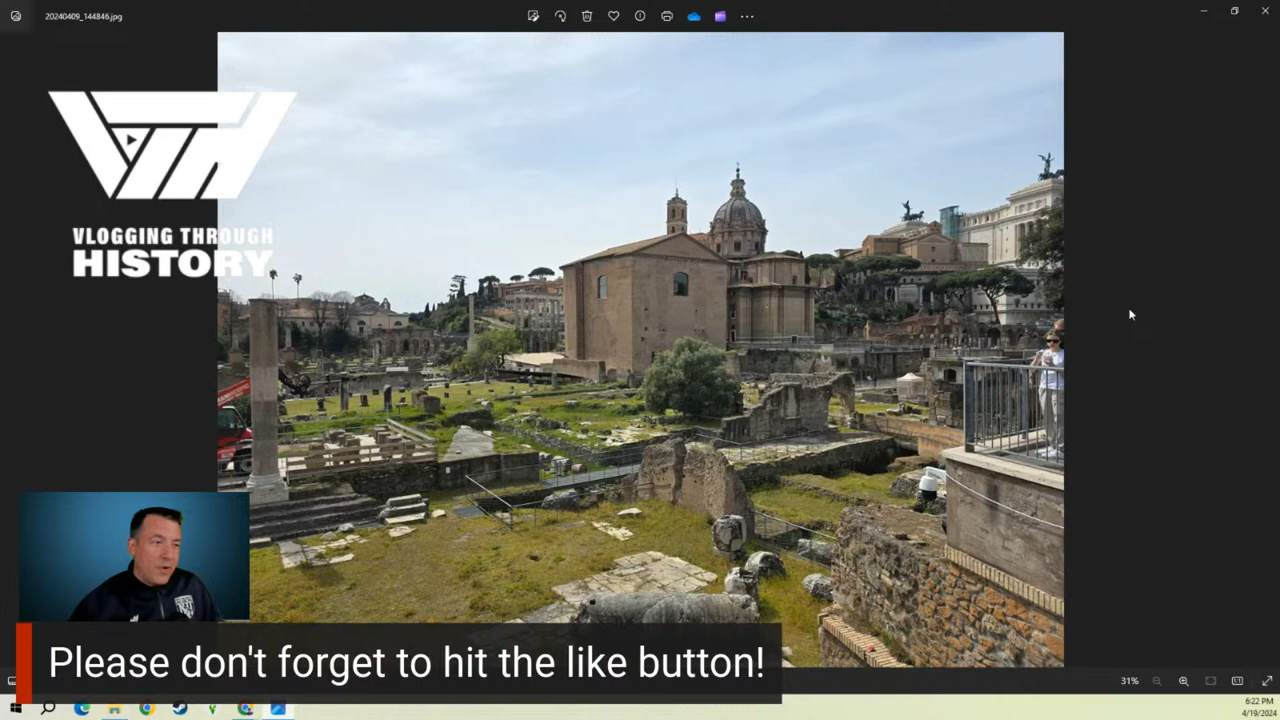 20240409_144846.jpg
VLOGGING THROUGH
HISTORY
Please don't forget to hit the like button!
31%
6:22 PM
4/19/2024